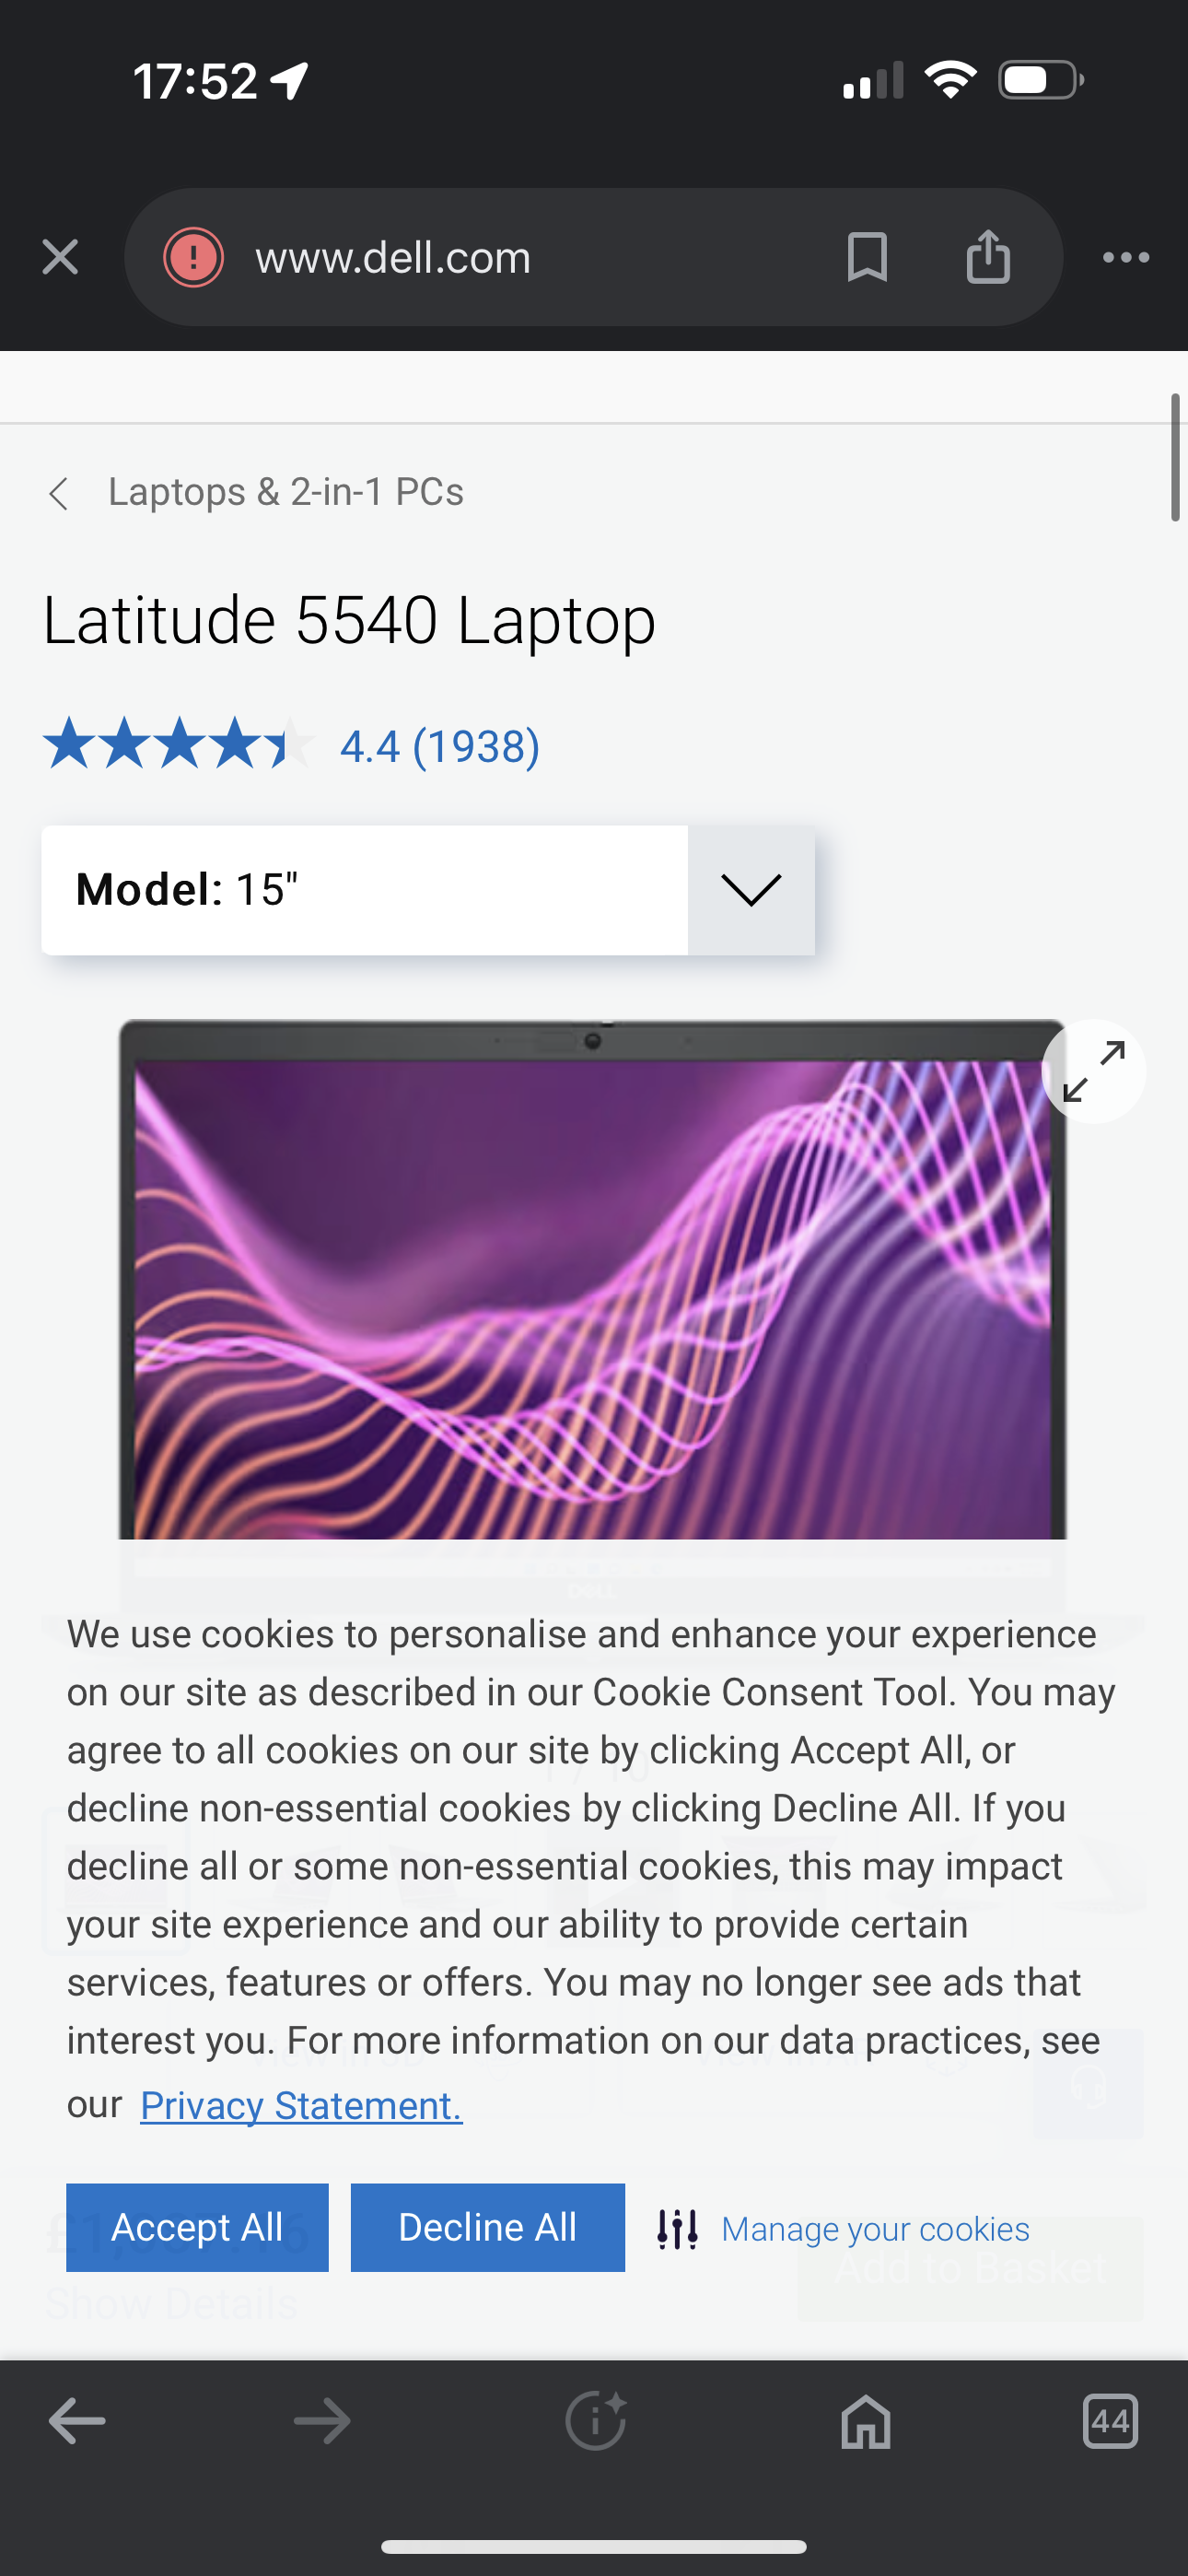 17:52
www.dell.com
Laptops & 2-in-1 PCs
Latitude 5540 Laptop
4.4 (1938)
Model: 15"
We use cookies to personalise and enhance your experience
on our site as described in our Cookie Consent Tool. You may
agree to all cookies on our site by clicking Accept All, or
decline non-essential cookies by clicking Decline All. If you
decline all or some non-essential cookies, this may impact
your site experience and our ability to provide certain
services, features or offers. You may no longer see ads that
interest you. For more information on our data practices, see
our Privacy Statement.
Accept All Decline All Manage your cookies
Add to Basket
Show Details
44